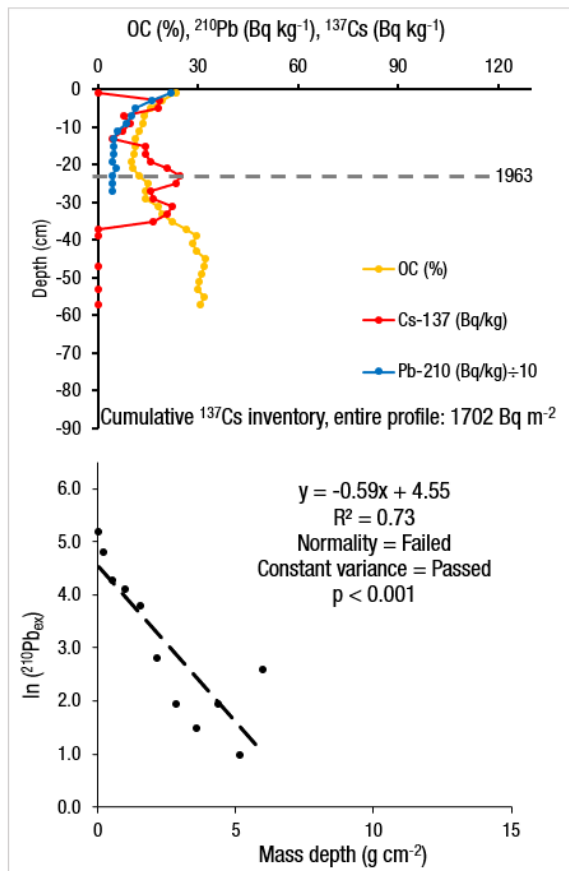 OC (%), ²¹⁰Pb (Bq kg⁻¹), ¹³⁷Cs (Bq kg⁻¹)
0 30 60 90 120
0
-10
-20
1963
-30
-40
-50
-60
-70
-80
-90
Depth (cm)
OC (%)
Cs-137 (Bq/kg)
Pb-210 (Bq/kg)÷10
Cumulative ¹³⁷Cs inventory, entire profile: 1702 Bq m⁻²
6.0
5.0
4.0
3.0
2.0
1.0
0.0
ln (²¹⁰Pbₑₓ)
y = -0.59x + 4.55
R² = 0.73
Normality = Failed
Constant variance = Passed
p < 0.001
0 5 10 15
Mass depth (g cm⁻²)